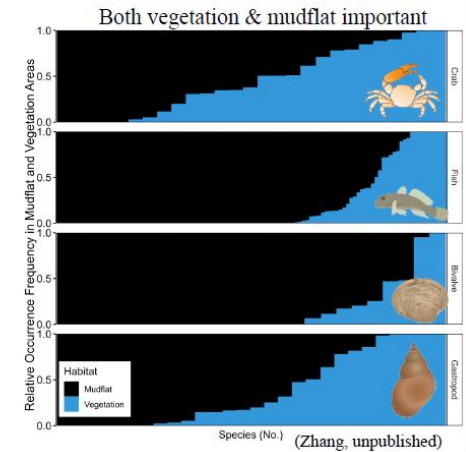 Both vegetation & mudflat important
Relative Occurrence Frequency in Mudflat and Vegetation Areas
1.0
0.5
0.0
Crab
1.0
0.5
0.0
Fish
1.0
0.5
0.0
Bivalve
1.0
0.5
0.0
Gastropod
Habitat
Mudflat
Vegetation
Species (No.)
(Zhang, unpublished)